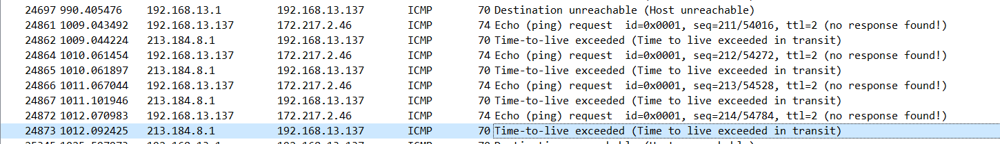 24697 990.405476 192.168.13.1 192.168.13.137 ICMP 70 Destination unreachable (Host unreachable)
24861 1009.043492 192.168.13.137 172.217.2.46 ICMP 74 Echo (ping) request id=0x0001, seq=211/54016, ttl=2 (no response found!)
24862 1009.044224 213.184.8.1 192.168.13.137 ICMP 70 Time-to-live exceeded (Time to live exceeded in transit)
24864 1010.061454 192.168.13.137 172.217.2.46 ICMP 74 Echo (ping) request id=0x0001, seq=212/54272, ttl=2 (no response found!)
24865 1010.061897 213.184.8.1 192.168.13.137 ICMP 70 Time-to-live exceeded (Time to live exceeded in transit)
24866 1011.067044 192.168.13.137 172.217.2.46 ICMP 74 Echo (ping) request id=0x0001, seq=213/54528, ttl=2 (no response found!)
24867 1011.101946 213.184.8.1 192.168.13.137 ICMP 70 Time-to-live exceeded (Time to live exceeded in transit)
24872 1012.070983 192.168.13.137 172.217.2.46 ICMP 74 Echo (ping) request id=0x0001, seq=214/54784, ttl=2 (no response found!)
24873 1012.092425 213.184.8.1 192.168.13.137 ICMP 70 Time-to-live exceeded (Time to live exceeded in transit)